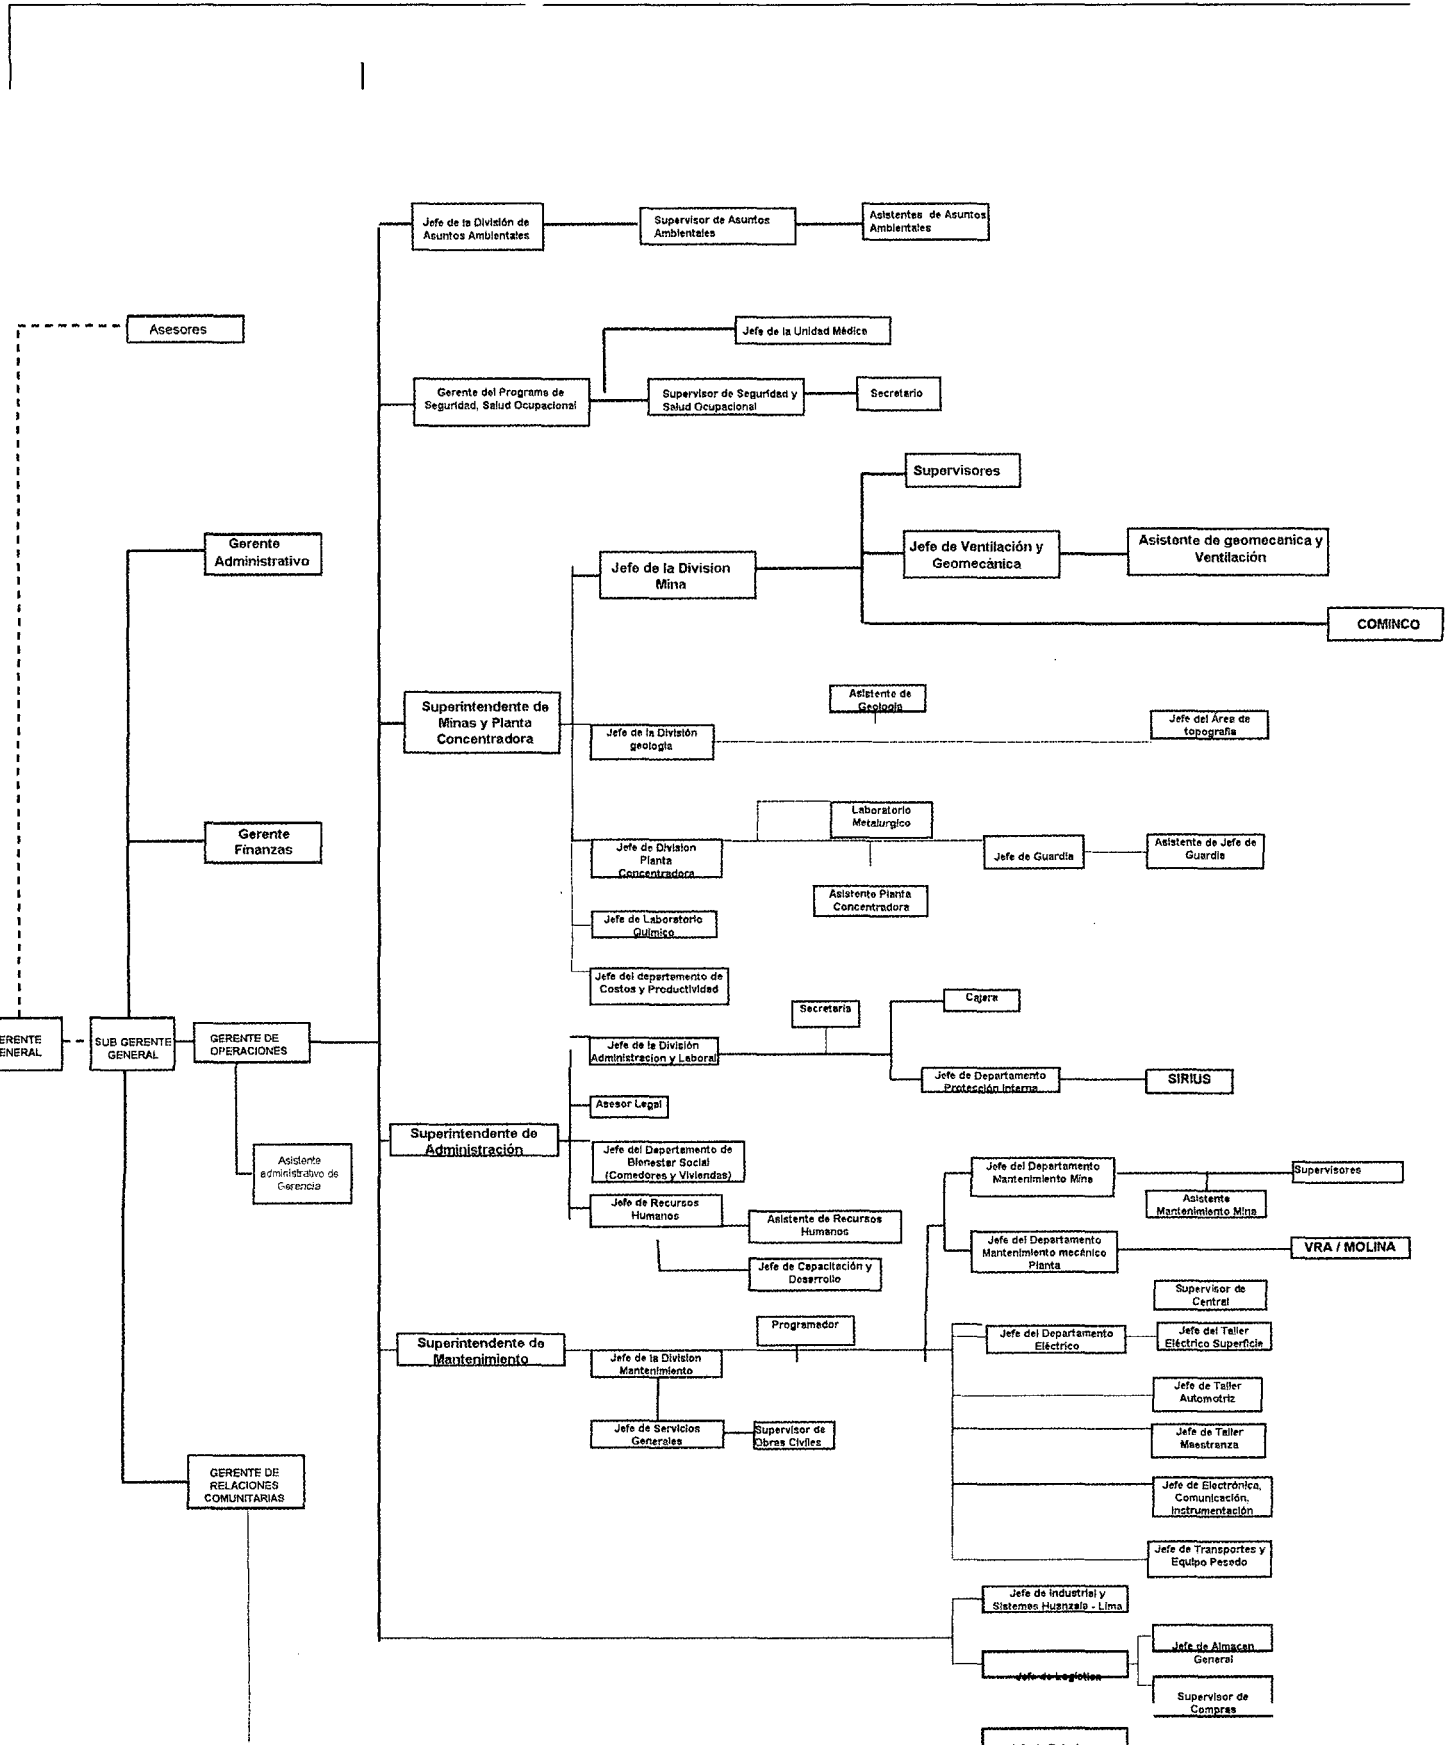 Jefe de la División de
Asuntos Ambientales
Supervisor de Asuntos
Ambientales
Asistentes de Asuntos
Ambientales
Asesores
Jefe de la Unidad Médica
Gerente del Programa de
Seguridad, Salud Ocupacional
Supervisor de Seguridad y
Salud Ocupacional
Secretario
Supervisores
Gerente
Administrativo
Jefe de Ventilación y
Geomecánica
Asistente de geomecanica y
Ventilación
Jefe de la Division
Mina
COMINCO
Superintendente de
Minas y Planta
Concentradora
Asistente de
Geologia
Jefe de la División
geologia
Jefe del Área de
topografia
Gerente
Finanzas
Laboratorio
Metalurgico
Jefe de Division
Planta
Concentradora
Jefe de Guardia
Asistente de Jefe de
Guardia
Asistente Planta
Concentradora
Jefe de Laboratorio
Quimico
Jefe del departamento de
Costos y Productividad
Secretaria
Cajera
ERENTE
ENERAL
SUB GERENTE
GENERAL
GERENTE DE
OPERACIONES
Jefe de la División
Administracion y Laboral
Jefe de Departamento
Protección Interna
SIRIUS
Asesor Legal
Superintendente de
Administración
Asistente
administrativo de
Gerencia
Jefe del Departamento de
Bienestar Social
(Comedores y Viviendas)
Jefe del Departamento
Mantenimiento Mina
Supervisores
Asistente
Mantenimiento Mina
Jefe de Recursos
Humanos
Asistente de Recursos
Humanos
Jefe del Departamento
Mantenimiento mecánico
Planta
VRA / MOLINA
Jefe de Capacitación y
Desarrollo
Supervisor de
Central
Programador
Superintendente de
Mantenimiento
Jefe de la Division
Mantenimiento
Jefe del Departamento
Eléctrico
Jefe del Taller
Eléctrico Superficie
Jefe de Taller
Automotriz
Jefe de Servicios
Generales
Supervisor de
Obras Civiles
Jefe de Taller
Maestranza
GERENTE DE
RELACIONES
COMUNITARIAS
Jefe de Electrónica,
Comunicación,
Instrumentación
Jefe de Transportes y
Equipo Pesado
Jefe de Industrial y
Sistemas Huanzala - Lima
Jefe de Almacen
General
Jefe de Logistica
Supervisor de
Compras